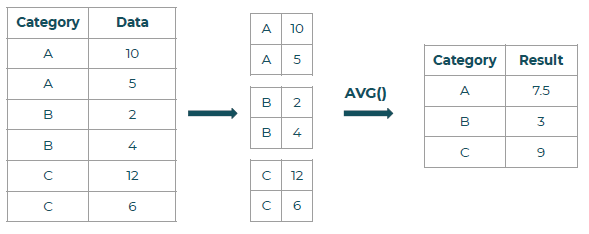 Category Data
A 10
A 5
B 2
B 4
C 12
C 6
A 10
A 5
B 2
B 4
C 12
C 6
AVG()
Category Result
A 7.5
B 3
C 9